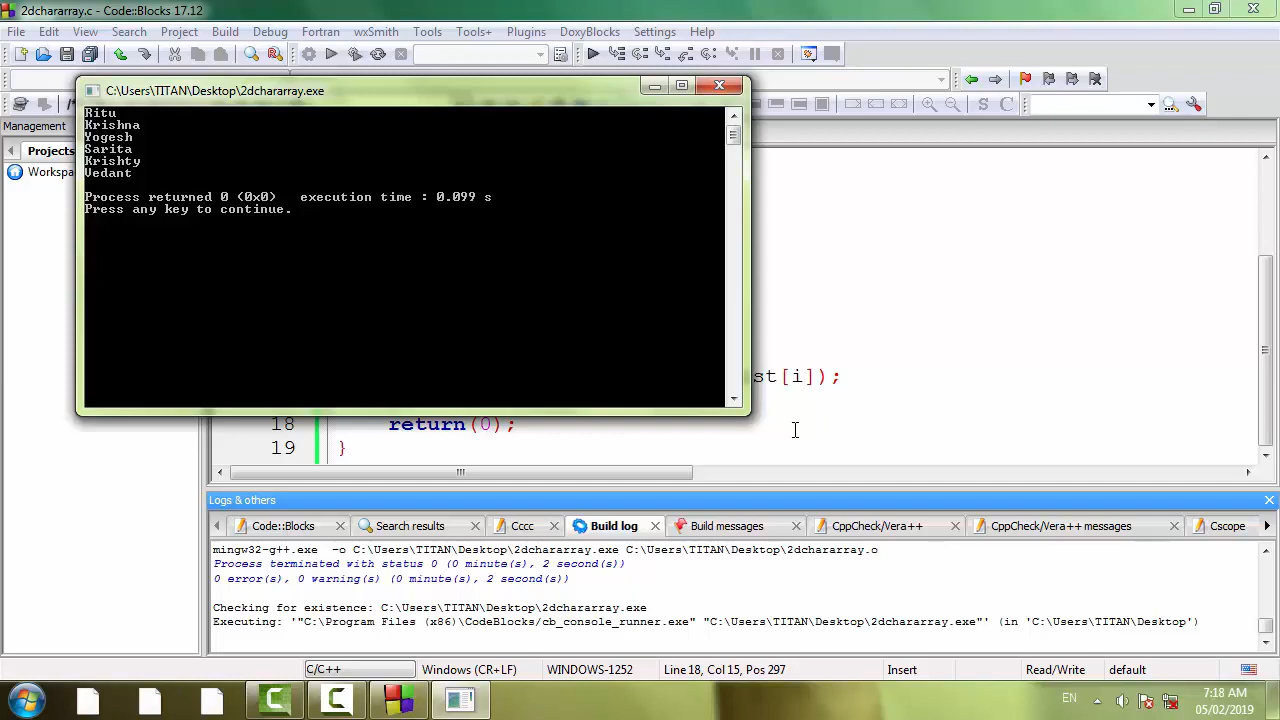 2dchararray.c - Code::Blocks 17.12
File Edit View Search Project Build Debug Fortran wxSmith Tools Tools+ Plugins DoxyBlocks Settings Help
C:\Users\TITAN\Desktop\2dchararray.exe
S C
Management
Projects
Workspa
Ritu
Krishna
Yogesh
Sarita
Krishty
Vedant
Process returned 0 (0x0)   execution time : 0.099 s
Press any key to continue.
st[i]);
18 return(0);
19 }
Logs & others
Code::Blocks Search results Cccc Build log Build messages CppCheck/Vera++ CppCheck/Vera++ messages Cscope
mingw32-g++.exe  -o C:\Users\TITAN\Desktop\2dchararray.exe C:\Users\TITAN\Desktop\2dchararray.o
Process terminated with status 0 (0 minute(s), 2 second(s))
0 error(s), 0 warning(s) (0 minute(s), 2 second(s))
Checking for existence: C:\Users\TITAN\Desktop\2dchararray.exe
Executing: '"C:\Program Files (x86)\CodeBlocks/cb_console_runner.exe" "C:\Users\TITAN\Desktop\2dchararray.exe"' (in 'C:\Users\TITAN\Desktop')
C/C++ Windows (CR+LF) WINDOWS-1252 Line 18, Col 15, Pos 297 Insert Read/Write default
EN 7:18 AM
05/02/2019